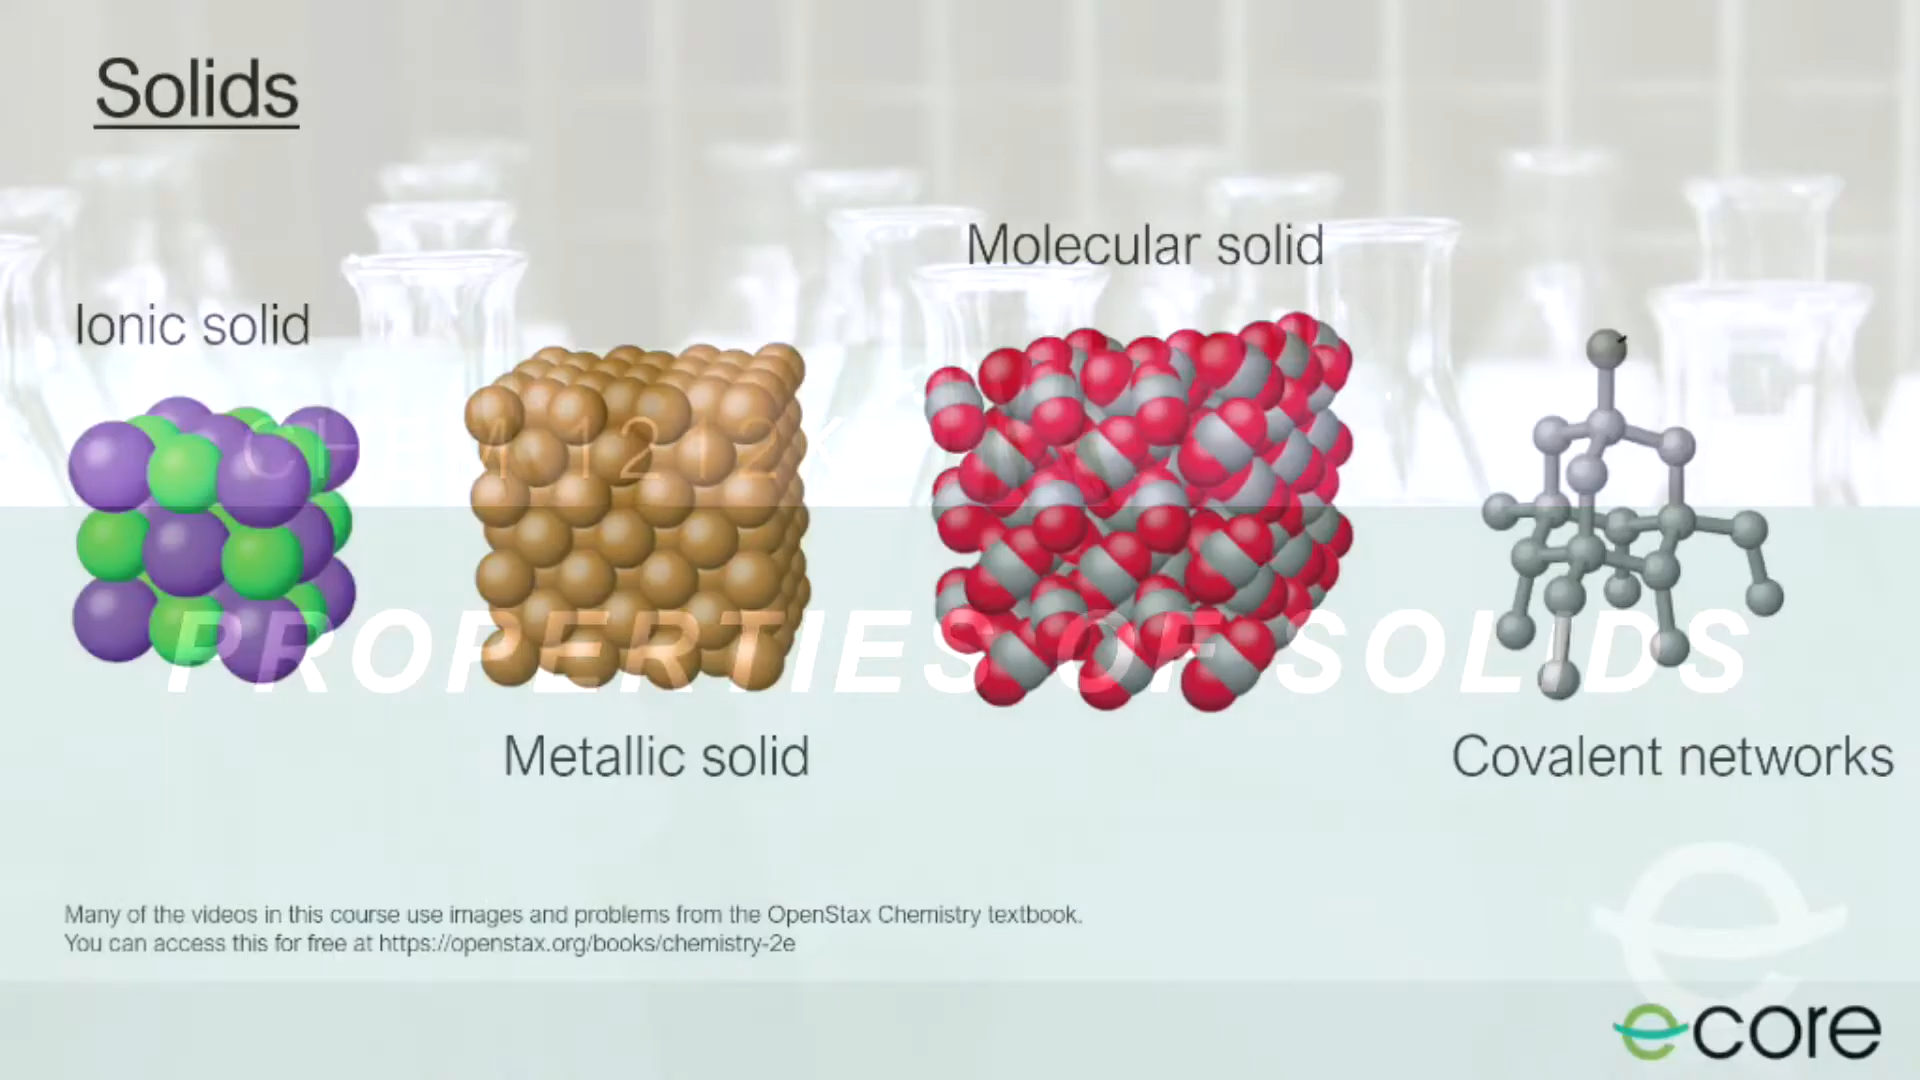 Solids
Molecular solid
Ionic solid
CHEM 1212K
PROPERTIES OF SOLIDS
Metallic solid
Covalent networks
Many of the videos in this course use images and problems from the OpenStax Chemistry textbook.
You can access this for free at https://openstax.org/books/chemistry-2e
ecore